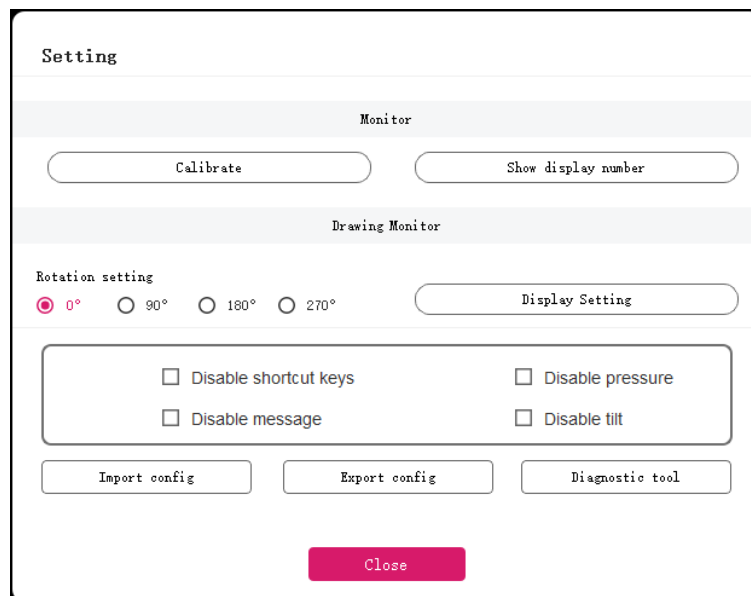 Setting
Monitor
Calibrate
Show display number
Drawing Monitor
Rotation setting
0° 90° 180° 270°
Display Setting
Disable shortcut keys
Disable pressure
Disable message
Disable tilt
Import config
Export config
Diagnostic tool
Close